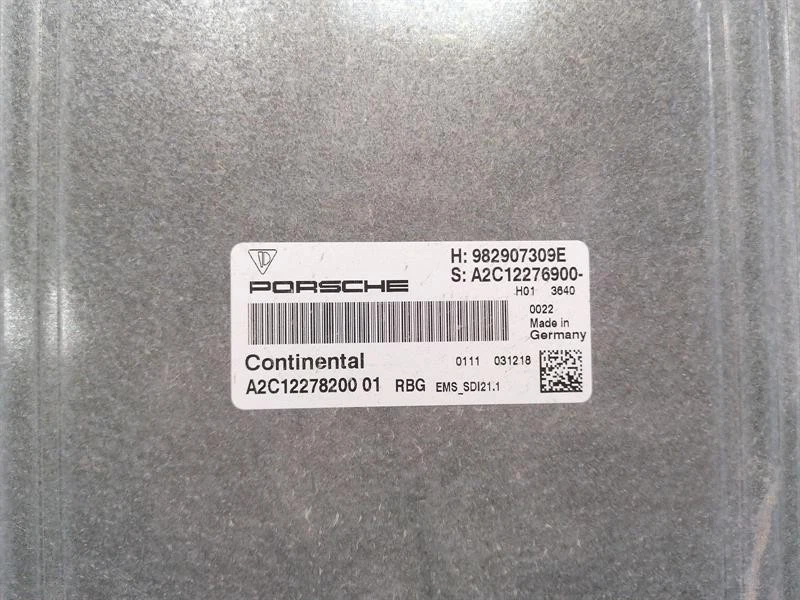 H: 982907309E
PORSCHE
S: A2C12276900-
H01 3640
0022
Made in
Germany
Continental
0111 031218
A2C12278200 01 RBG EMS_SDI21.1